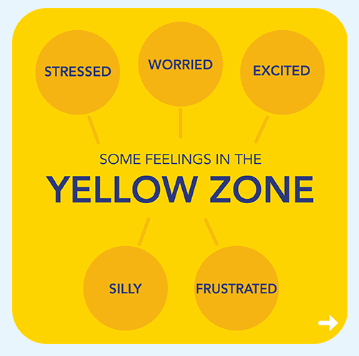 STRESSED
WORRIED
EXCITED
SOME FEELINGS IN THE
YELLOW ZONE
SILLY
FRUSTRATED